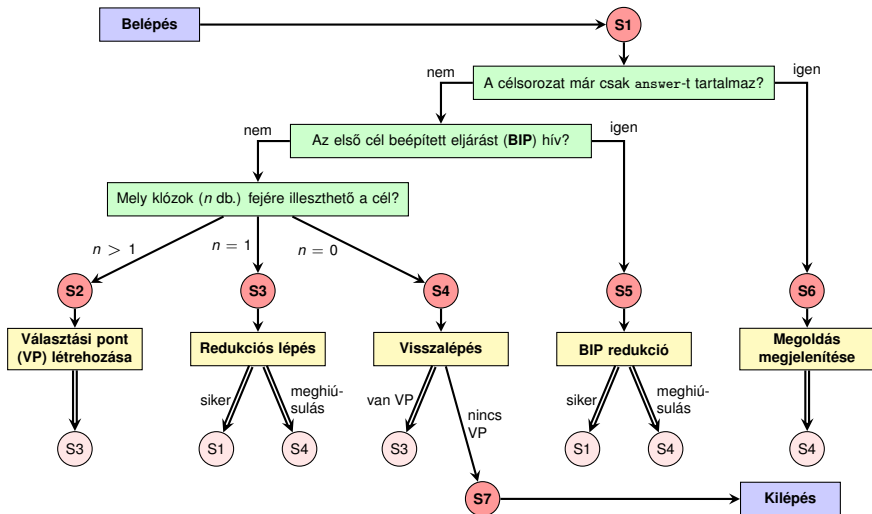 Belépés
S1
A célsorozat már csak answer-t tartalmaz?
nem
igen
Az első cél beépített eljárást (BIP) hív?
nem
igen
Mely klózok (n db.) fejére illeszthető a cél?
n > 1
n = 1
n = 0
S2
S3
S4
S5
S6
Választási pont
(VP) létrehozása
Redukciós lépés
Visszalépés
BIP redukció
Megoldás
megjelenítése
siker
meghiú-
sulás
van VP
nincs
VP
siker
meghiú-
sulás
S3
S1
S4
S3
S1
S4
S4
S7
Kilépés